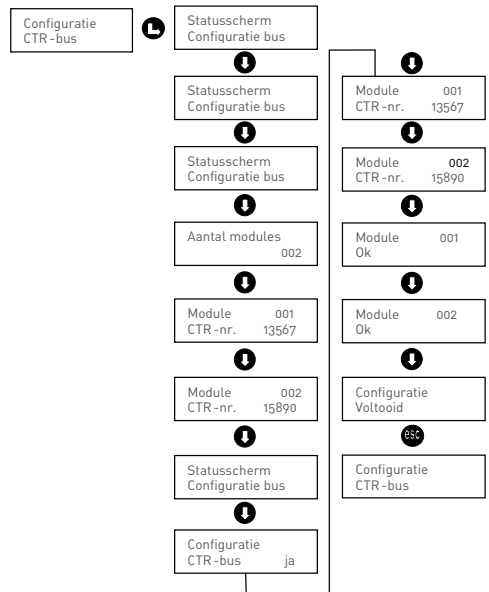 Configuratie
CTR-bus
Statusscherm
Configuratie bus
Statusscherm
Configuratie bus
Statusscherm
Configuratie bus
Aantal modules
002
Module 001
CTR-nr. 13567
Module 002
CTR-nr. 15890
Statusscherm
Configuratie bus
Configuratie
CTR-bus ja
Module 001
CTR-nr. 13567
Module 002
CTR-nr. 15890
Module 001
Ok
Module 002
Ok
Configuratie
Voltooid
esc
Configuratie
CTR-bus